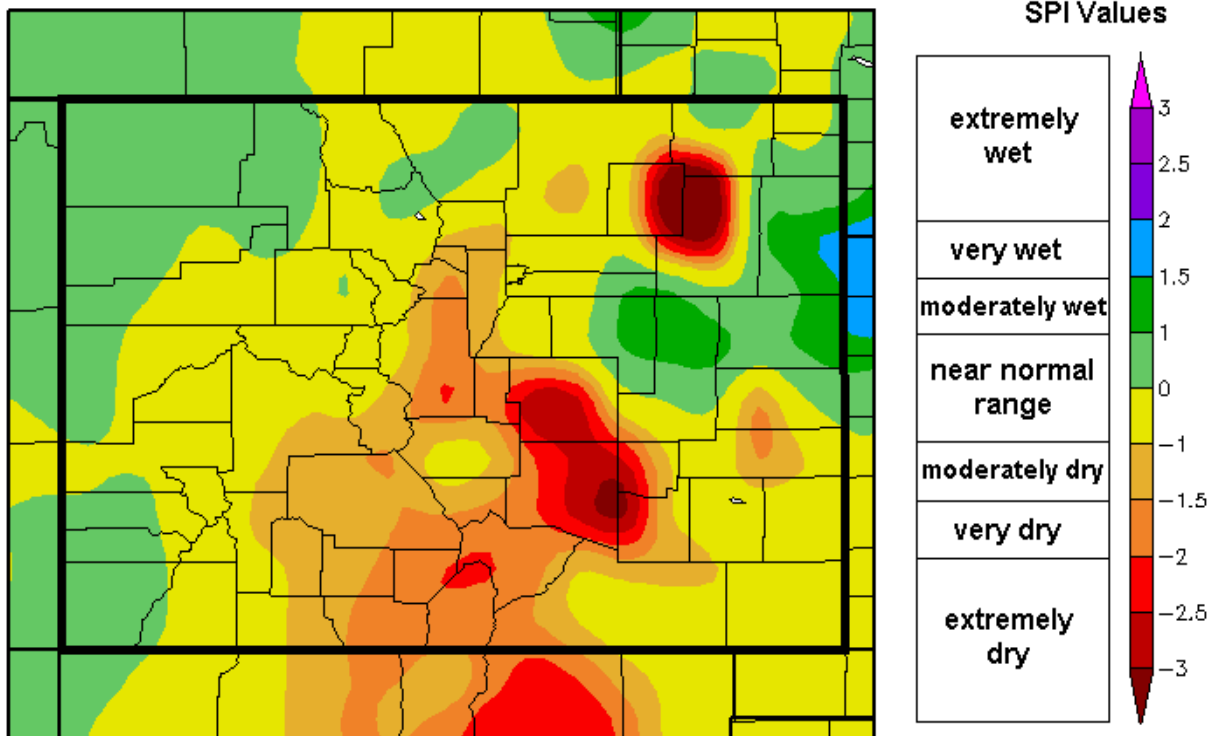 SPI Values
extremely
wet
very wet
moderately wet
near normal
range
moderately dry
very dry
extremely
dry
3
2.5
2
1.5
1
0
−1
−1.5
−2
−2.5
−3